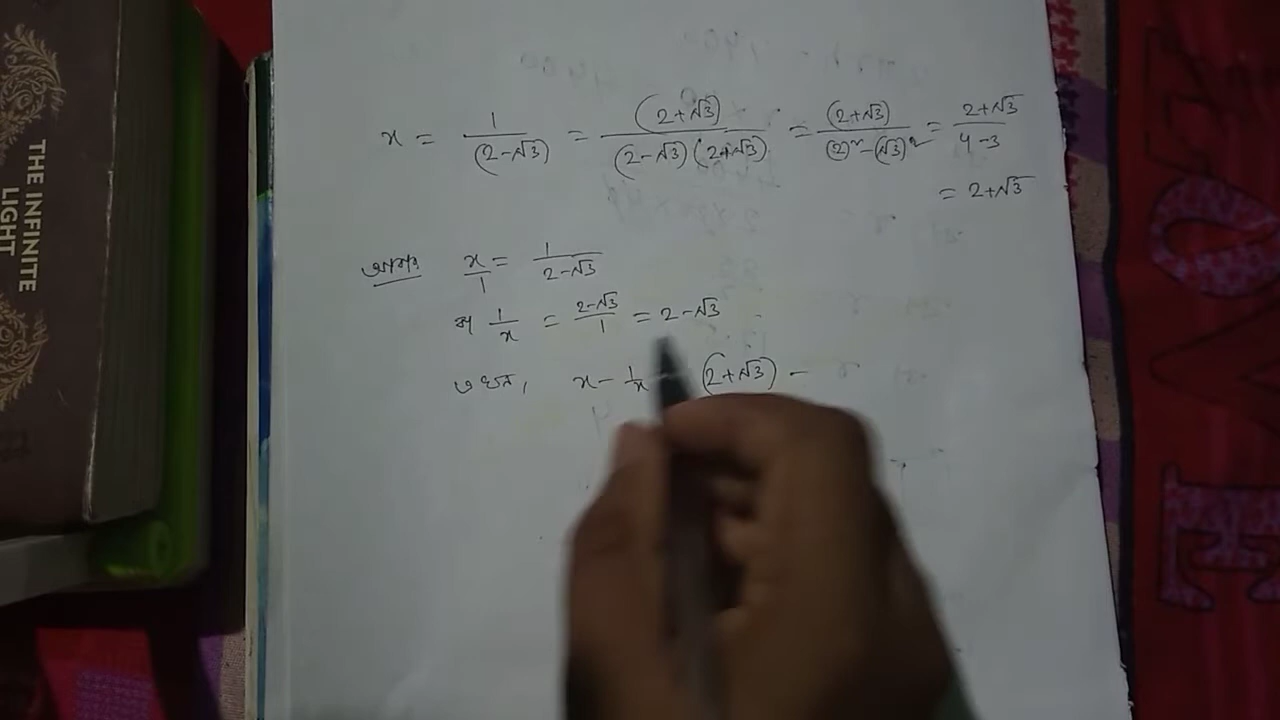 x = 1/(2-√3) = (2+√3)/(2-√3)(2+√3) = (2+√3)/(2)²-(√3)² = 2+√3/4-3
= 2+√3
আবার x/1 = 1/2-√3
বা 1/x = 2-√3/1 = 2-√3
এখন, x - 1/x = (2+√3) -
THE INFINITE
LIGHT
LOVE